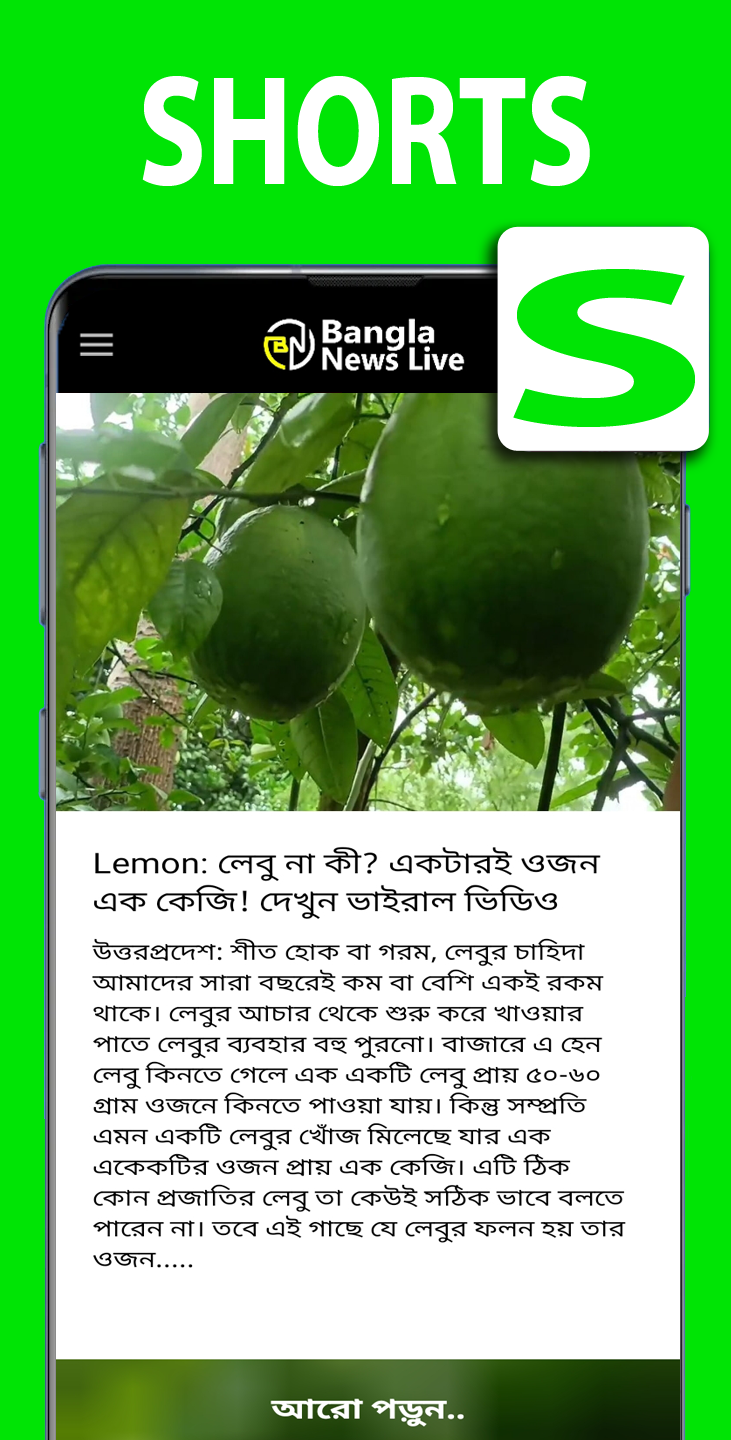 SHORTS
S
BN
Bangla
News Live
Lemon: লেবু না কী? একটারই ওজন
এক কেজি! দেখুন ভাইরাল ভিডিও
উত্তরপ্রদেশ: শীত হোক বা গরম, লেবুর চাহিদা
আমাদের সারা বছরেই কম বা বেশি একই রকম
থাকে। লেবুর আচার থেকে শুরু করে খাওয়ার
পাতে লেবুর ব্যবহার বহু পুরনো। বাজারে এ হেন
লেবু কিনতে গেলে এক একটি লেবু প্রায় ৫০-৬০
গ্রাম ওজনে কিনতে পাওয়া যায়। কিন্তু সম্প্রতি
এমন একটি লেবুর খোঁজ মিলেছে যার এক
একেকটির ওজন প্রায় এক কেজি। এটি ঠিক
কোন প্রজাতির লেবু তা কেউই সঠিক ভাবে বলতে
পারেন না। তবে এই গাছে যে লেবুর ফলন হয় তার
ওজন.....
আরো পড়ুন..